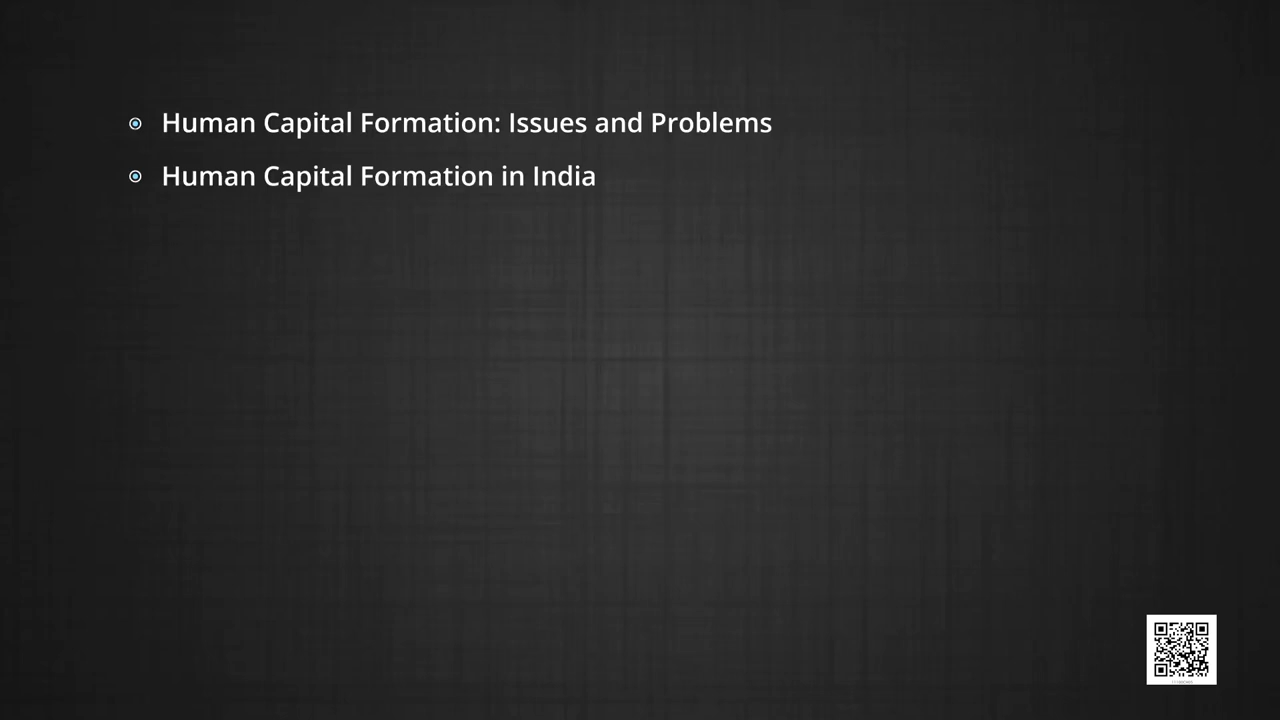 Human Capital Formation: Issues and Problems
Human Capital Formation in India